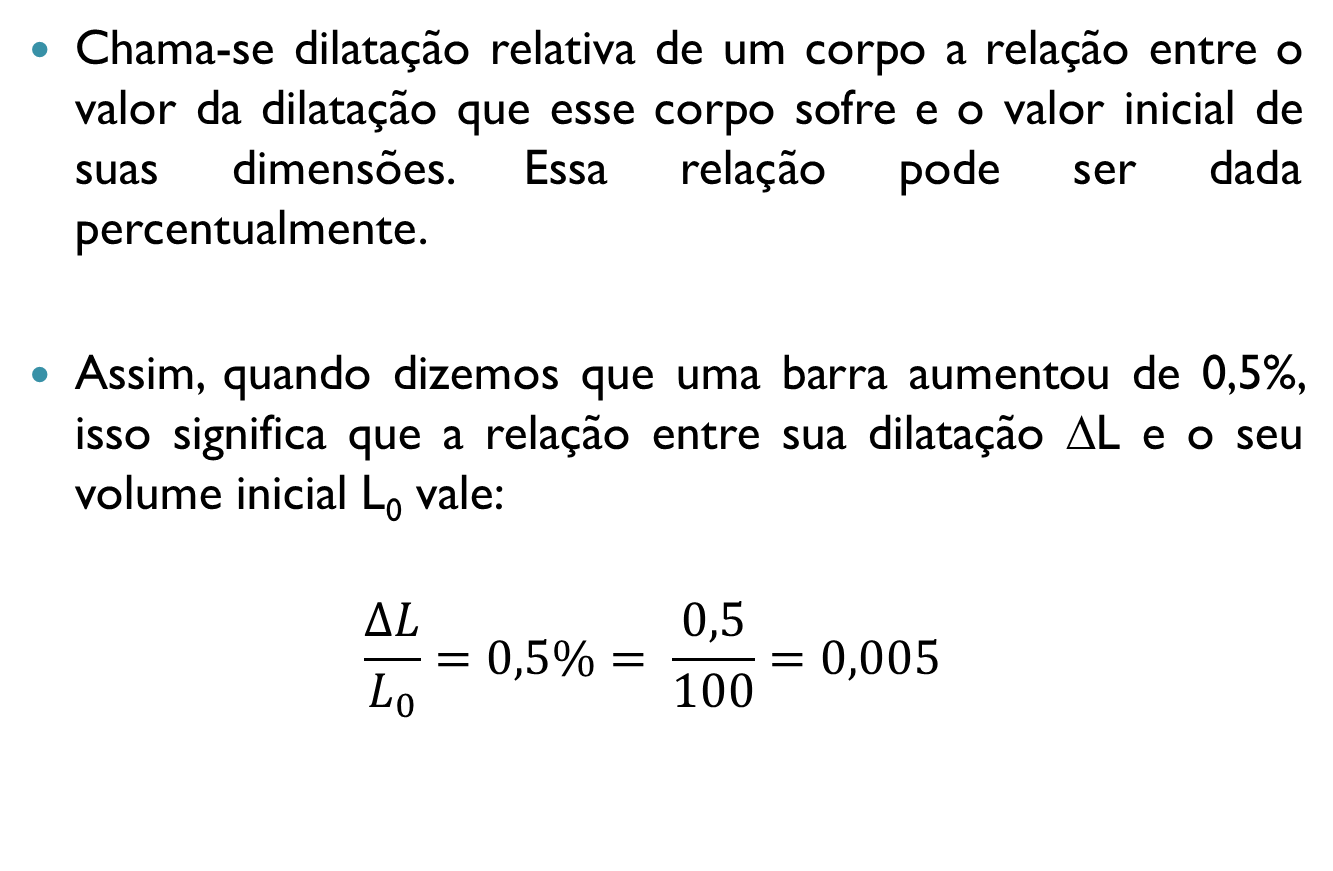 • Chama-se dilatação relativa de um corpo a relação entre o
valor da dilatação que esse corpo sofre e o valor inicial de
suas dimensões. Essa relação pode ser dada
percentualmente.
• Assim, quando dizemos que uma barra aumentou de 0,5%,
isso significa que a relação entre sua dilatação ΔL e o seu
volume inicial L₀ vale:
ΔL/L₀ = 0,5% = 0,5/100 = 0,005